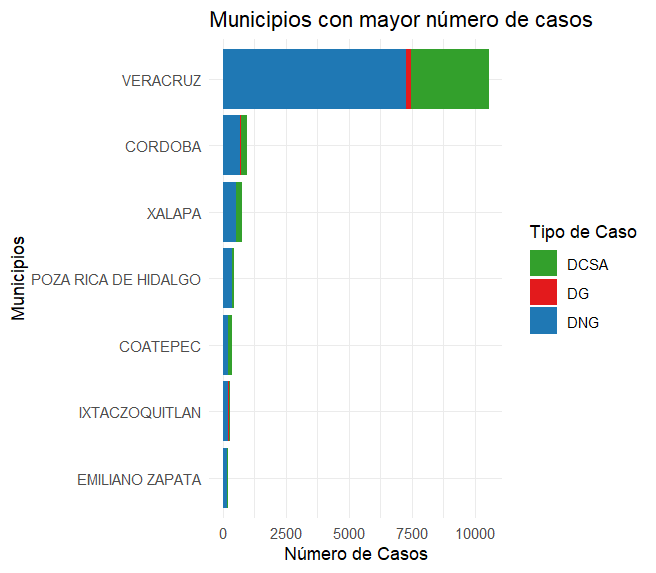 Municipios con mayor número de casos
VERACRUZ
CORDOBA
XALAPA
POZA RICA DE HIDALGO
COATEPEC
IXTACZOQUITLAN
EMILIANO ZAPATA
Municipios
0 2500 5000 7500 10000
Número de Casos
Tipo de Caso
DCSA
DG
DNG